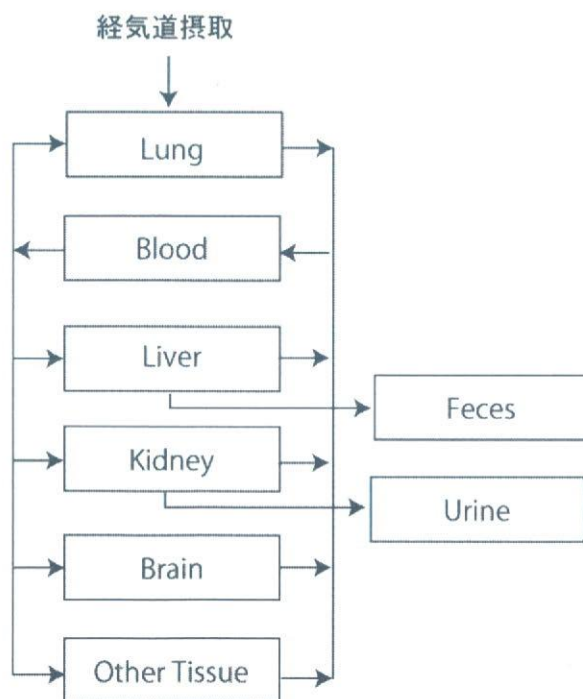 経気道摂取
Lung
Blood
Liver
Feces
Kidney
Urine
Brain
Other Tissue